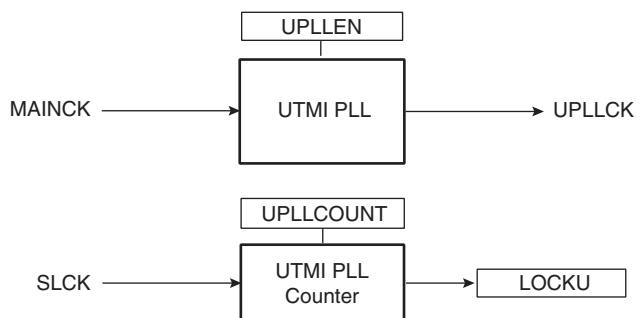 UPLLEN
MAINCK
UTMI PLL
UPLLCK
UPLLCOUNT
SLCK
UTMI PLL
Counter
LOCKU